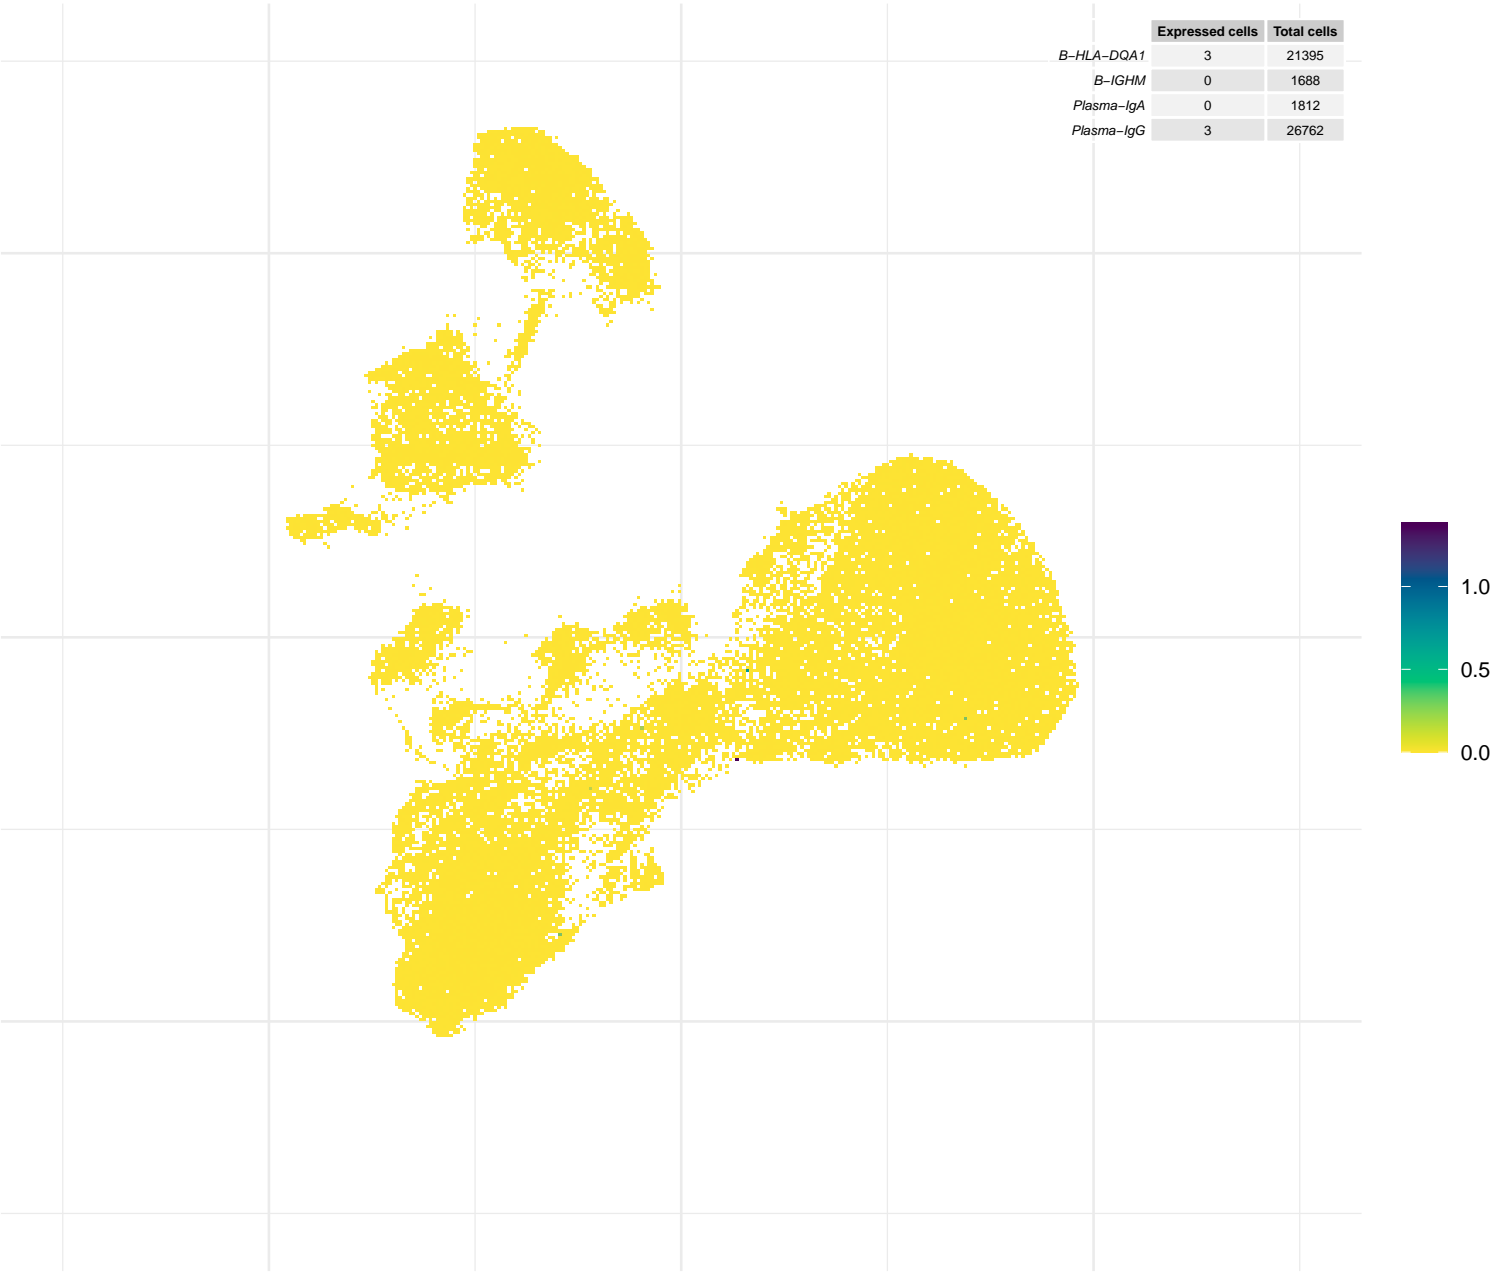 Expressed cells Total cells
B−HLA−DQA1 3 21395
B−IGHM 0 1688
Plasma−IgA 0 1812
Plasma−IgG 3 26762
1.0
0.5
0.0